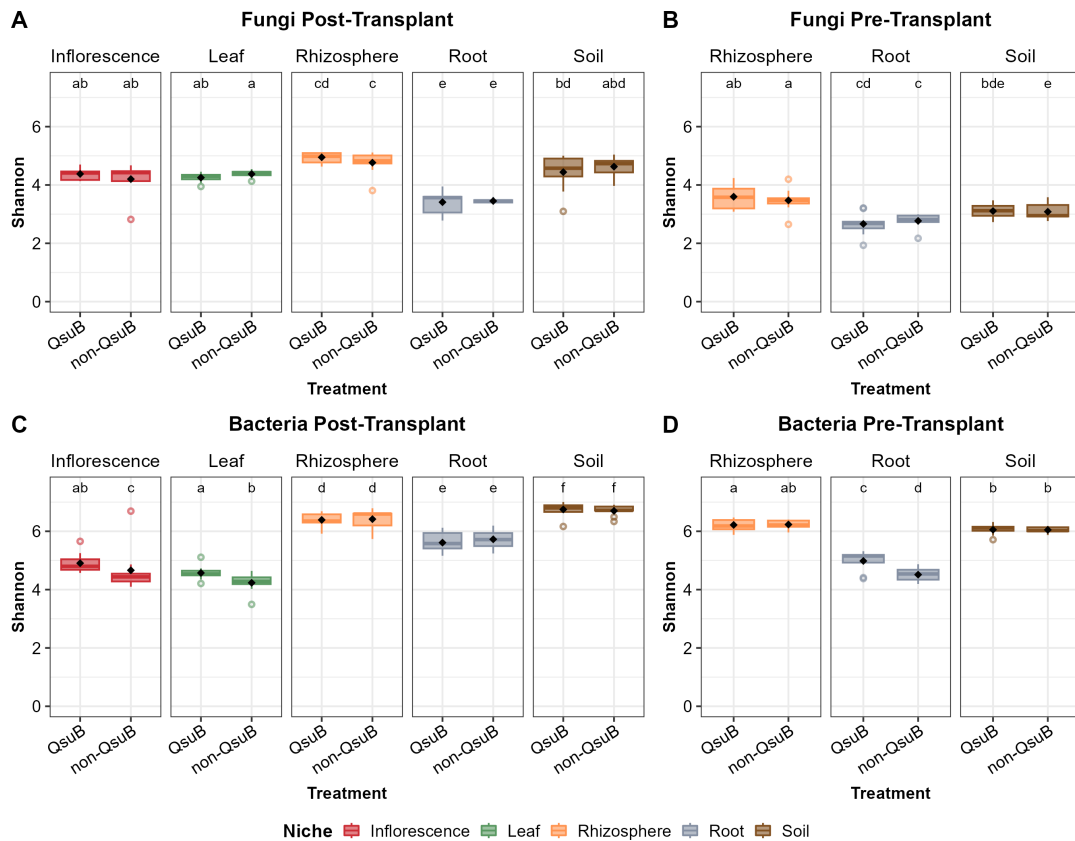 A Fungi Post-Transplant
Inflorescence Leaf Rhizosphere Root Soil
ab ab ab a cd c e e bd abd
Shannon
6
4
2
0
QsuB non-QsuB QsuB non-QsuB QsuB non-QsuB QsuB non-QsuB QsuB non-QsuB
Treatment
B Fungi Pre-Transplant
Rhizosphere Root Soil
ab a cd c bde e
Shannon
6
4
2
0
QsuB non-QsuB QsuB non-QsuB QsuB non-QsuB
Treatment
C Bacteria Post-Transplant
Inflorescence Leaf Rhizosphere Root Soil
ab c a b d d e e f f
Shannon
6
4
2
0
QsuB non-QsuB QsuB non-QsuB QsuB non-QsuB QsuB non-QsuB QsuB non-QsuB
Treatment
D Bacteria Pre-Transplant
Rhizosphere Root Soil
a ab c d b b
Shannon
6
4
2
0
QsuB non-QsuB QsuB non-QsuB QsuB non-QsuB
Treatment
Niche Inflorescence Leaf Rhizosphere Root Soil